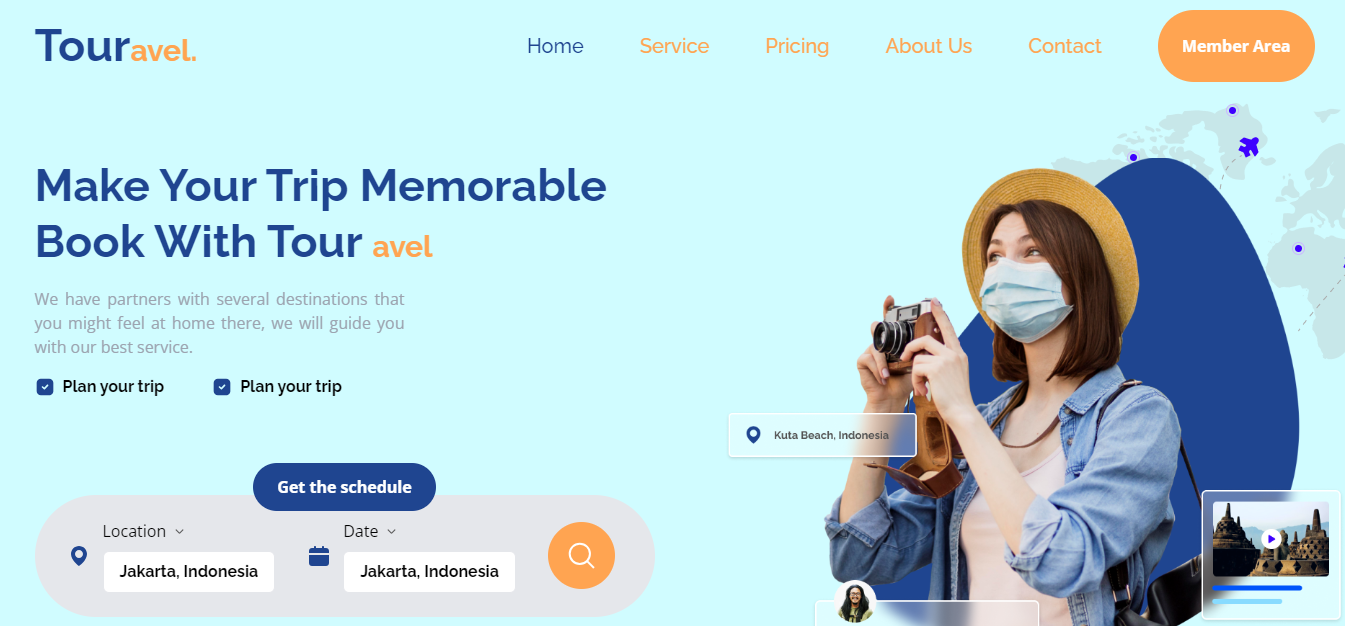 Touravel.
Home Service Pricing About Us Contact Member Area
Make Your Trip Memorable
Book With Tour avel
We have partners with several destinations that
you might feel at home there, we will guide you
with our best service.
Plan your trip Plan your trip
Kuta Beach, Indonesia
Get the schedule
Location Date
Jakarta, Indonesia Jakarta, Indonesia